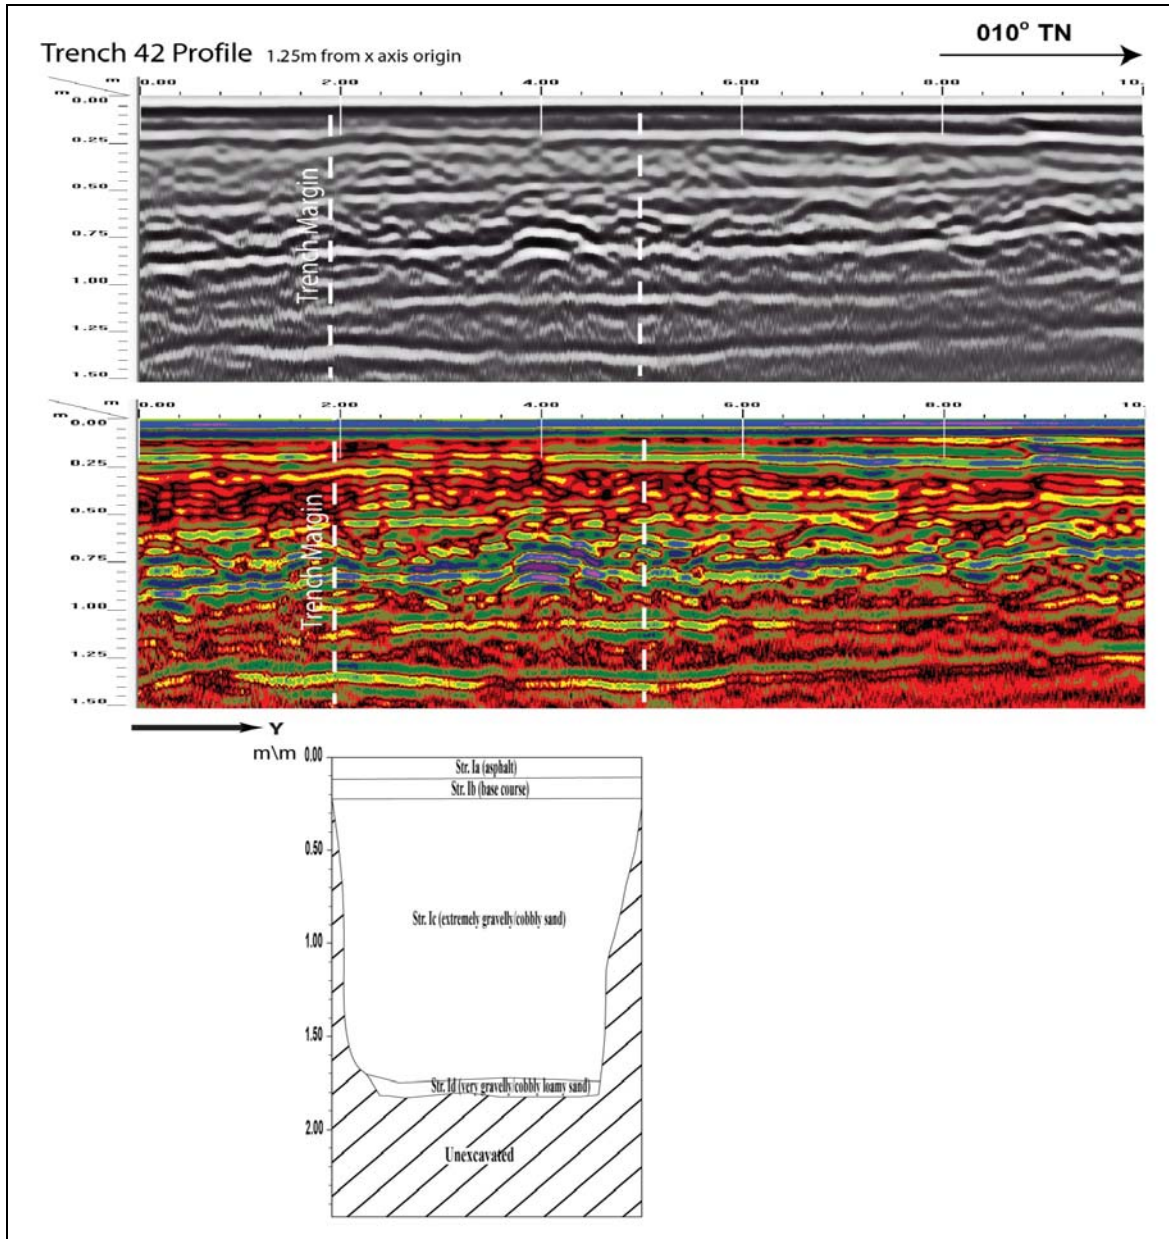 010° TN
Trench 42 Profile 1.25m from x axis origin
m 0.00 2.00 4.00 6.00 8.00 10.
m
0.00
0.25
0.50
0.75
1.00
1.25
1.50
Trench Margin
m 0.00 2.00 4.00 6.00 8.00 10.
m
0.00
0.25
0.50
0.75
1.00
1.25
1.50
Trench Margin
Y
m\m
0.00
Str. Ia (asphalt)
Str. Ib (base course)
0.50
Str. Ic (extremely gravelly/cobbly sand)
1.00
1.50
Str. Id (very gravelly/cobbly loamy sand)
2.00
Unexcavated